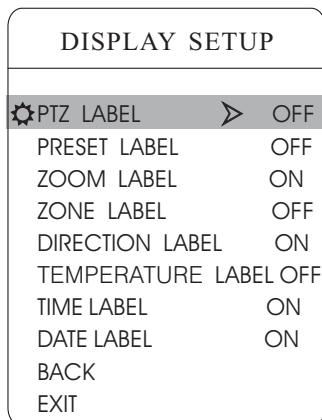 DISPLAY SETUP
PTZ LABEL OFF
PRESET LABEL OFF
ZOOM LABEL ON
ZONE LABEL OFF
DIRECTION LABEL ON
TEMPERATURE LABEL OFF
TIME LABEL ON
DATE LABEL ON
BACK
EXIT